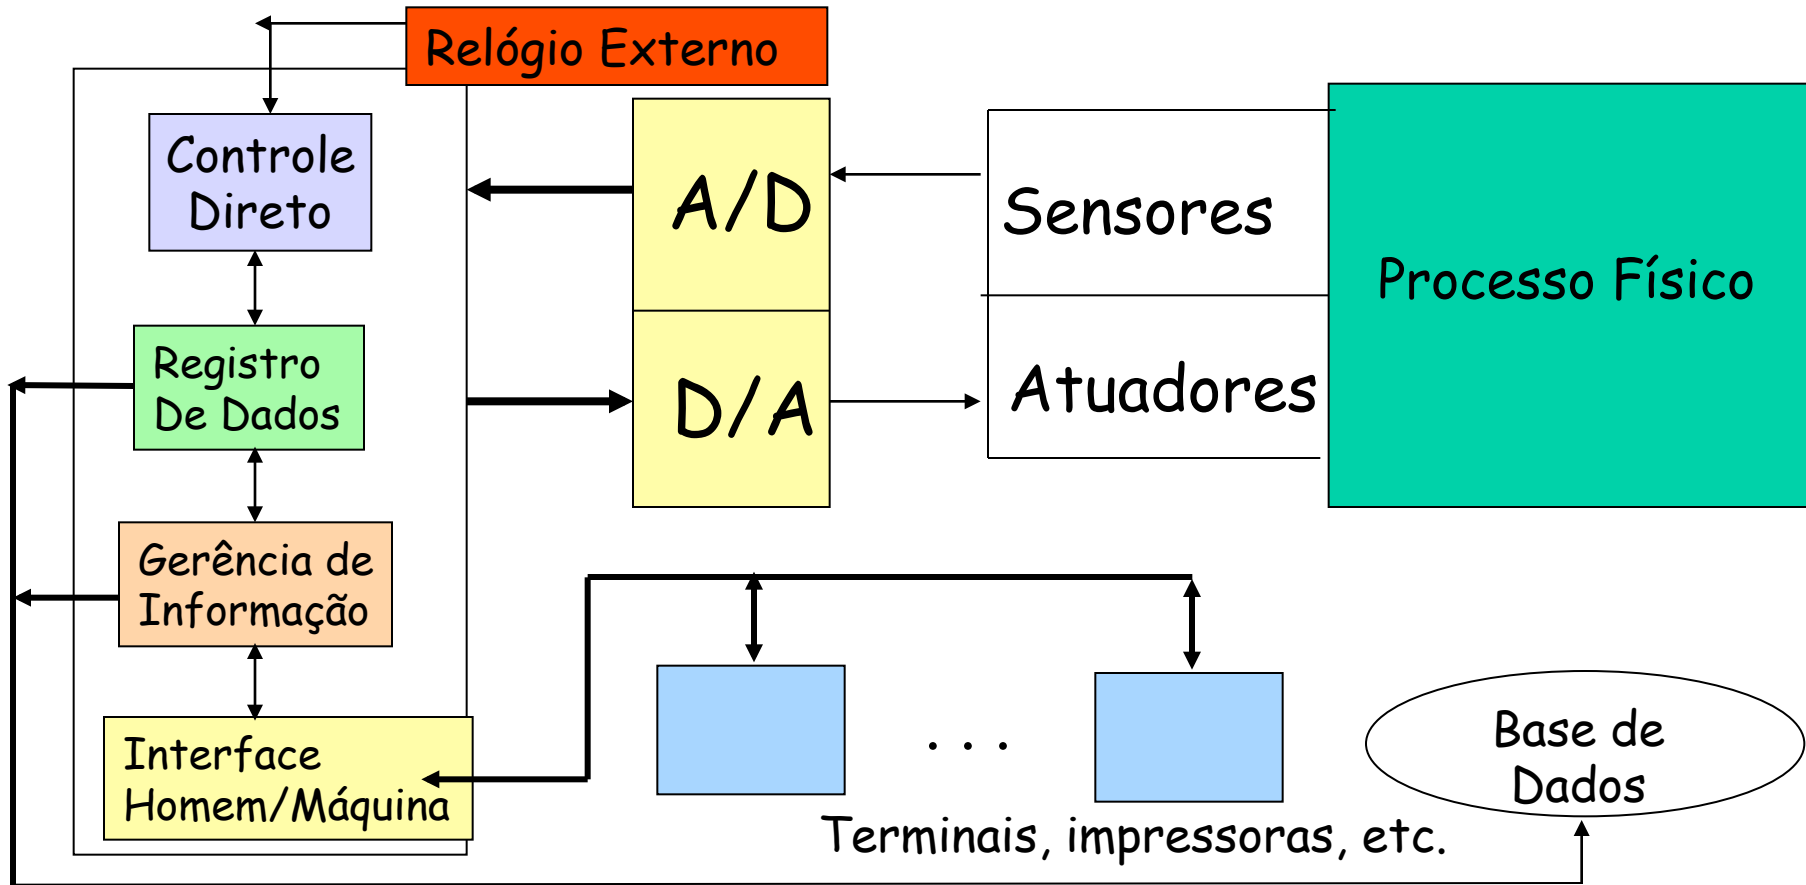 Relógio Externo
Controle
Direto
A/D
Sensores
Processo Físico
Registro
De Dados
D/A
Atuadores
Gerência de
Informação
Interface
Homem/Máquina
. . .
Terminais, impressoras, etc.
Base de
Dados